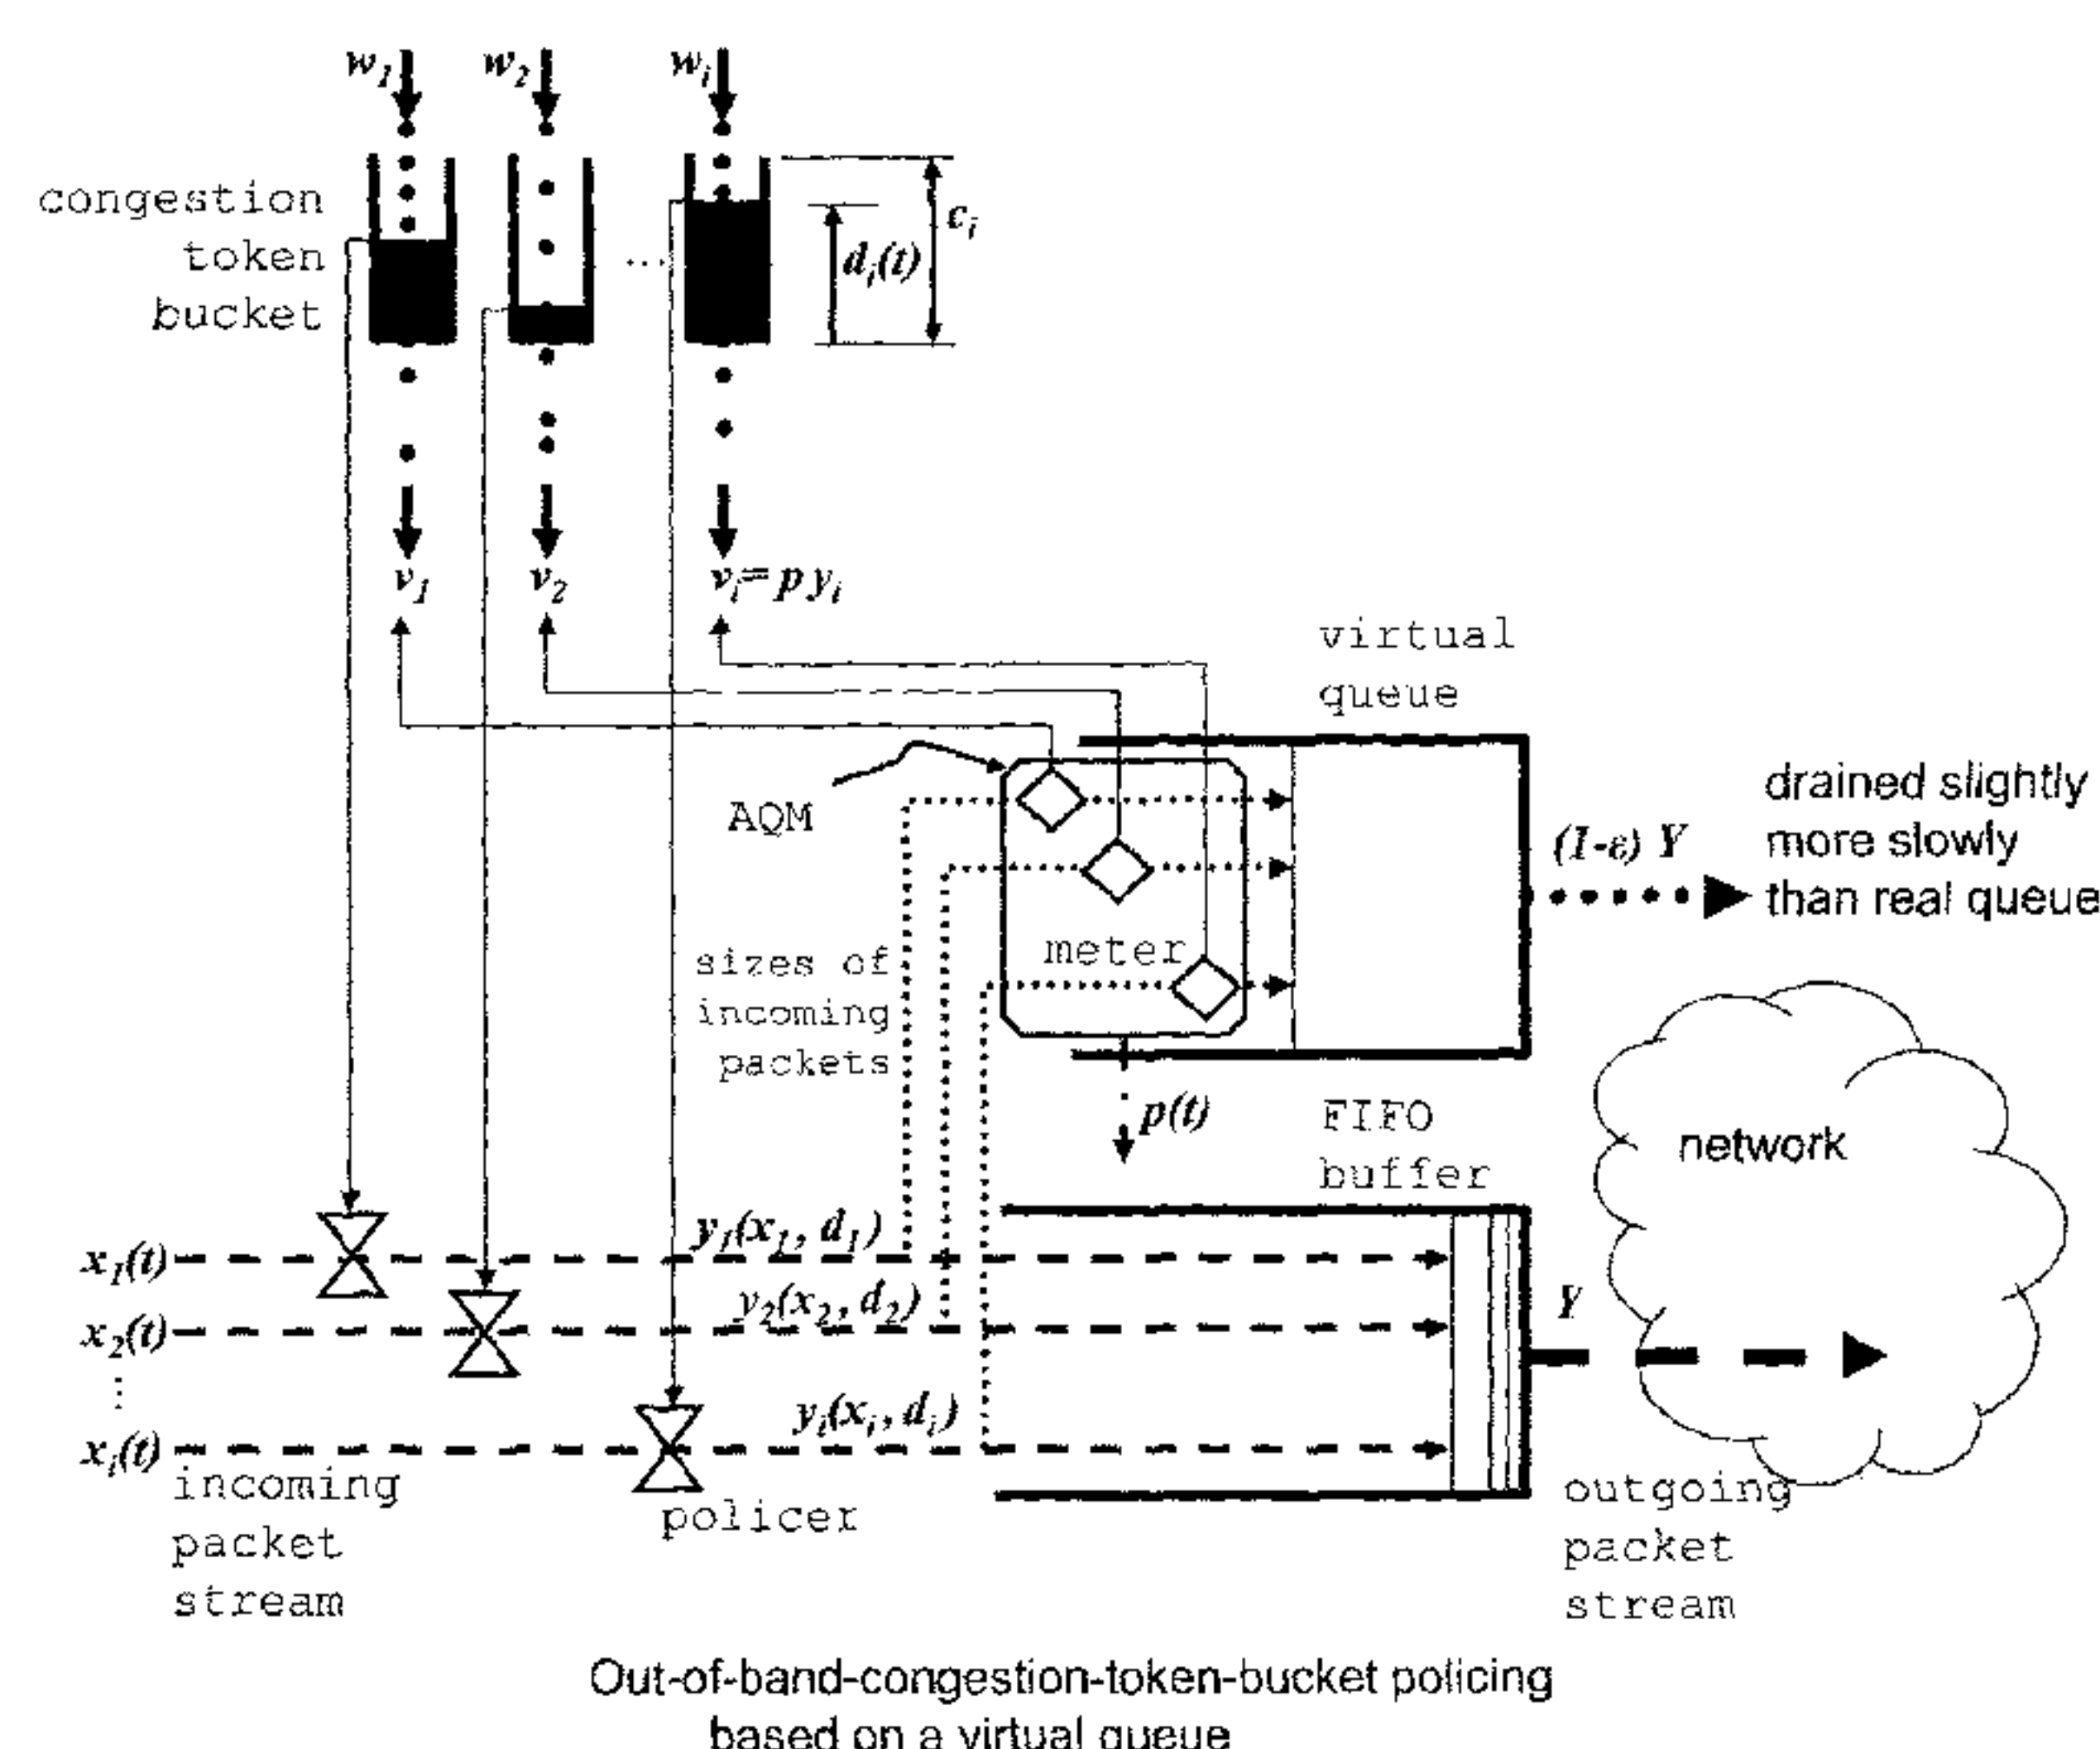 w1 w2 wi
congestion
token
bucket
...
di(t)
ci
v1 v2 vi=p yi
virtual
queue
AQM
drained slightly
more slowly
than real queue
(1-ε) Y
meter
sizes of
incoming
packets
p(t)
FIFO
buffer
network
x1(t)
y1(x1, d1)
x2(t)
y2(x2, d2)
Y
xi(t)
yi(xi, di)
incoming
packet
stream
policer
outgoing
packet
stream
Out-of-band-congestion-token-bucket policing
based on a virtual queue